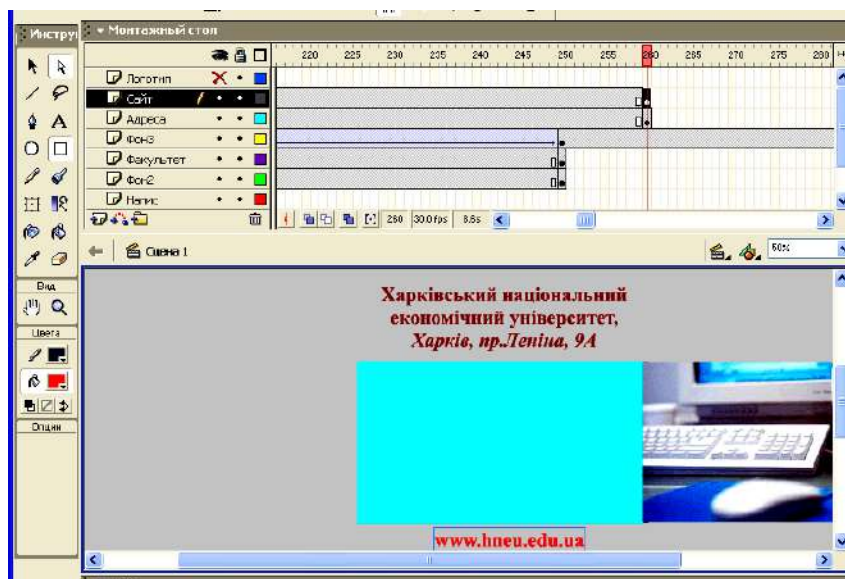 Инстру
Монтажный стол
220 225 230 235 240 245 250 255 260 265 270 275 280
Логотип
Сайт
Адреса
Фон3
Факультет
Фон2
Напис
260 30.0 fps 8.6s
Сцена 1
50%
Вид
Цвета
Опции
A
Харківський національний
економічний університет,
Харків, пр.Леніна, 9А
www.hneu.edu.ua